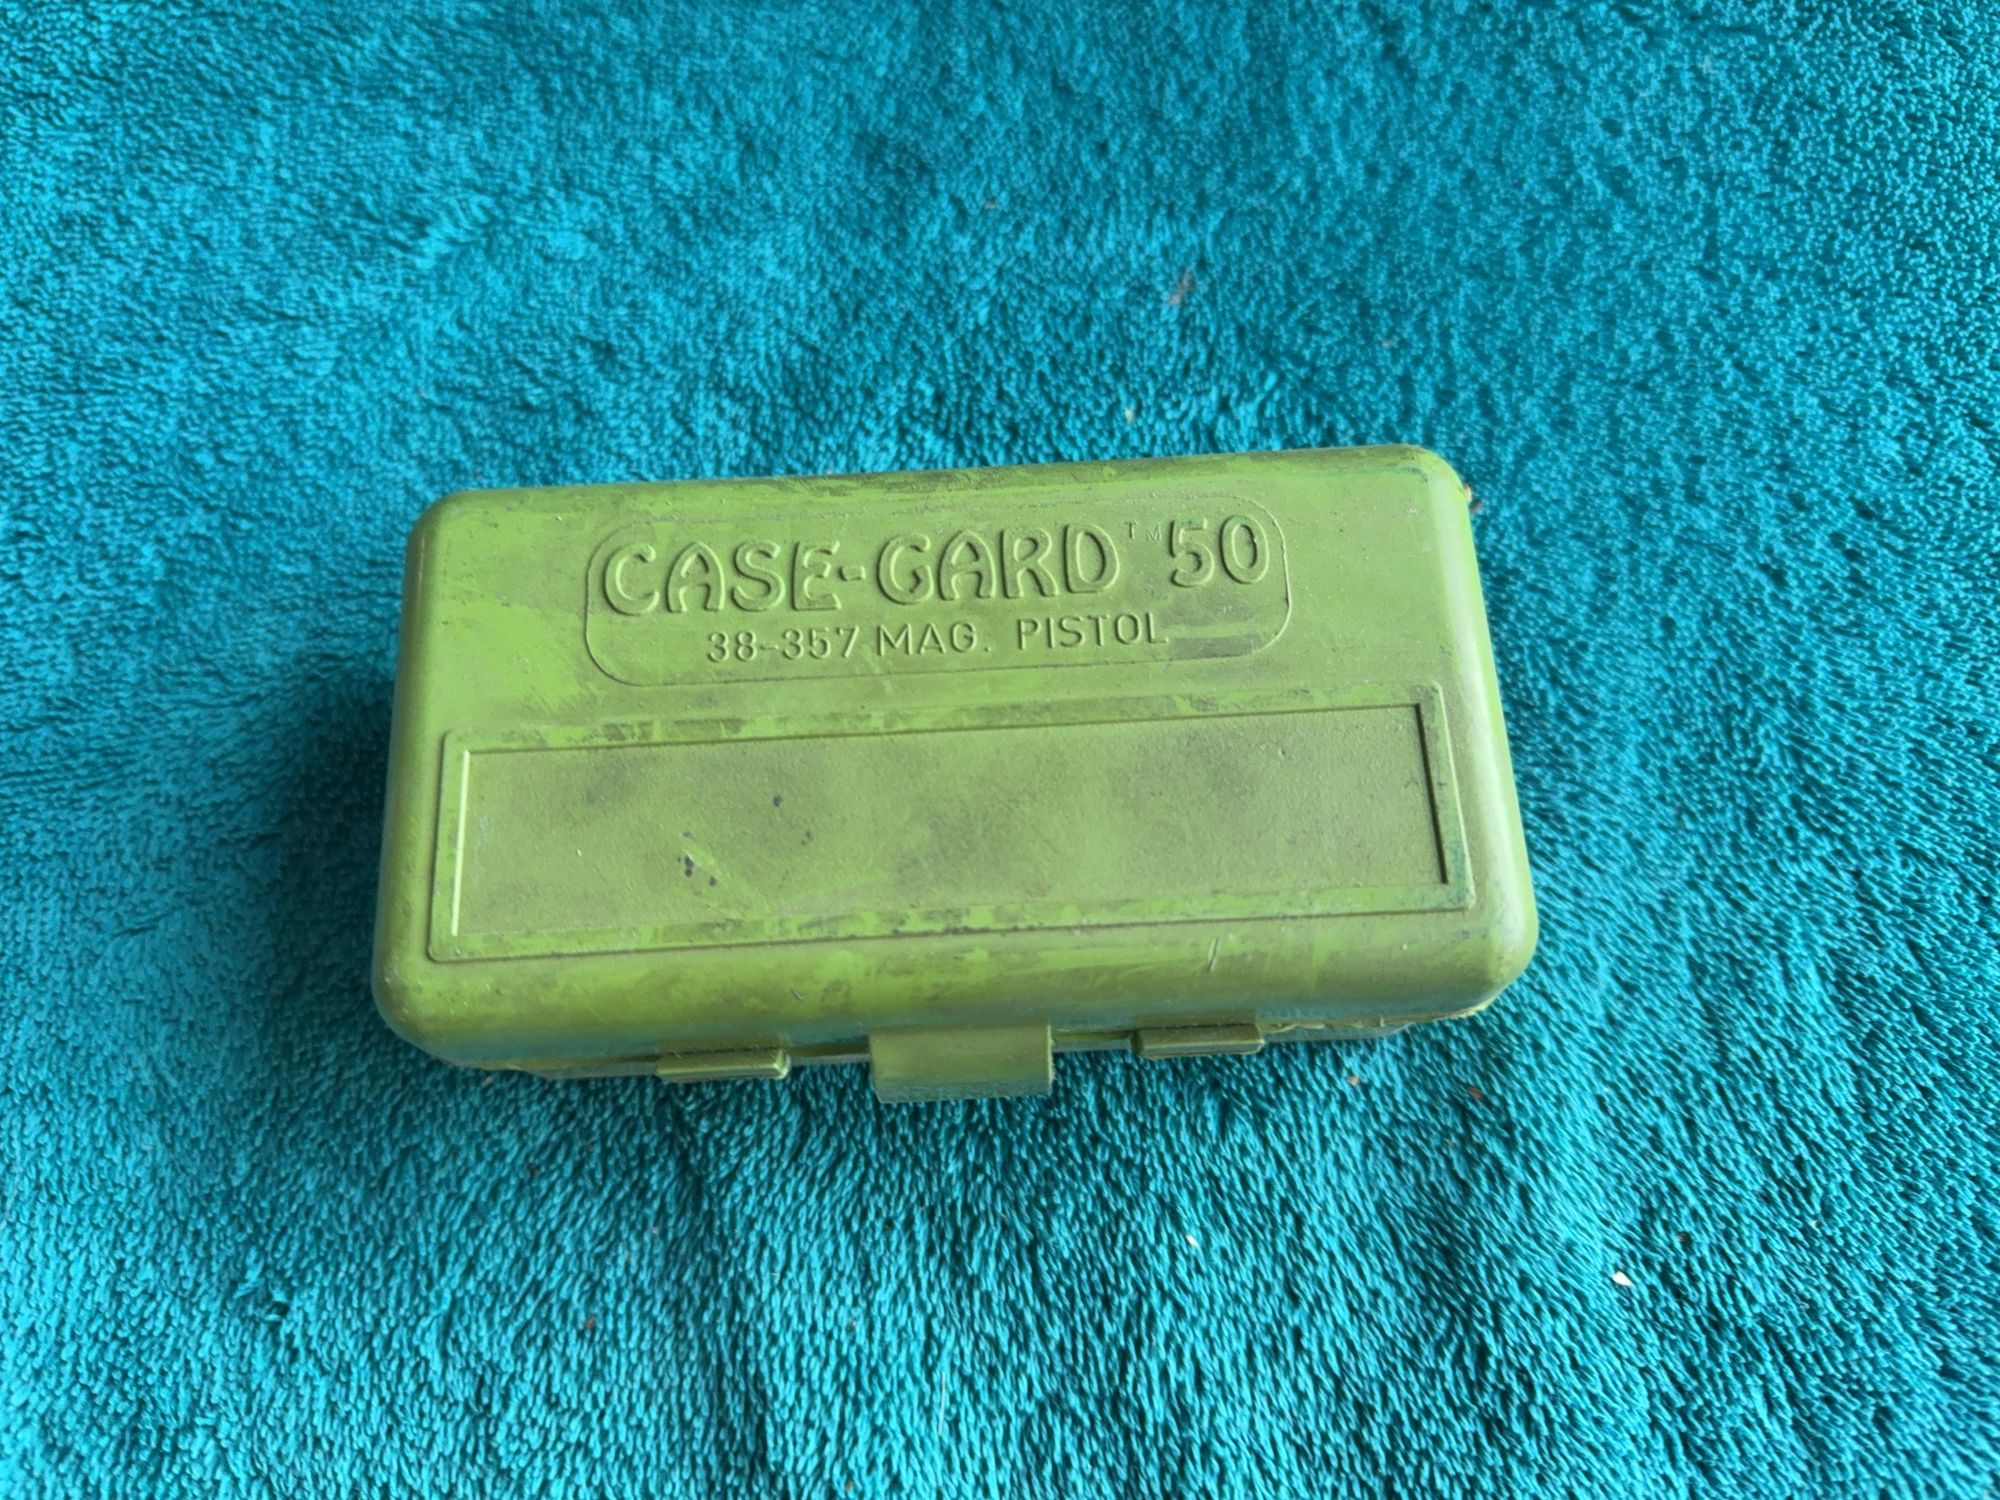 CASE-GARD™ 50
38-357 MAG. PISTOL